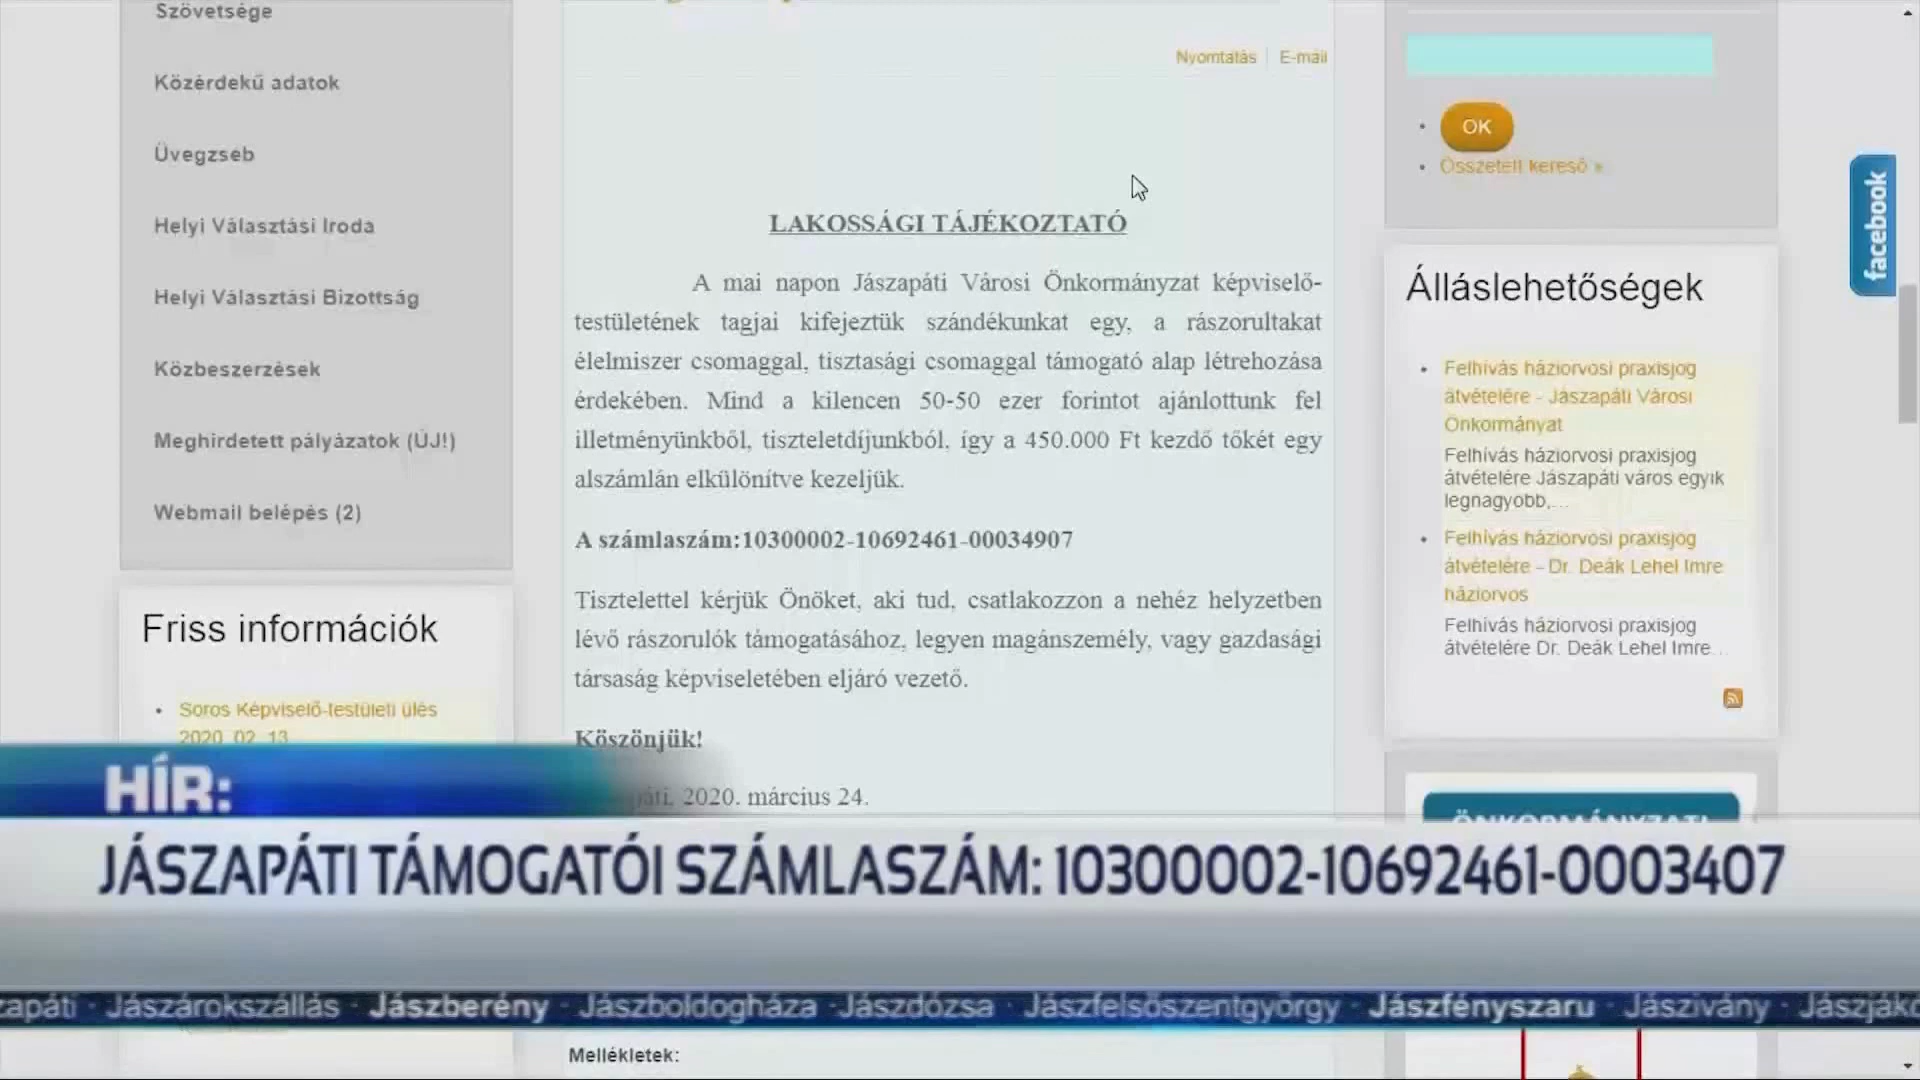 Szövetsége
Közérdekű adatok
Üvegzseb
Helyi Választási Iroda
Helyi Választási Bizottság
Közbeszerzések
Meghirdetett pályázatok (ÚJ!)
Webmail belépés (2)
Friss információk
Soros Képviselő-testületi ülés
2020. 02. 13.
Nyomtatás E-mail
LAKOSSÁGI TÁJÉKOZTATÓ
A mai napon Jászapáti Városi Önkormányzat képviselő-
testületének tagjai kifejeztük szándékunkat egy, a rászorultakat
élelmiszer csomaggal, tisztasági csomaggal támogató alap létrehozása
érdekében. Mind a kilencen 50-50 ezer forintot ajánlottunk fel
illetményünkből, tiszteletdíjunkból, így a 450.000 Ft kezdő tőkét egy
alszámlán elkülönítve kezeljük.
A számlaszám:10300002-10692461-00034907
Tisztelettel kérjük Önöket, aki tud, csatlakozzon a nehéz helyzetben
lévő rászorulók támogatásához, legyen magánszemély, vagy gazdasági
társaság képviseletében eljáró vezető.
Köszönjük!
páti, 2020. március 24.
OK
Összetett kereső »
facebook
Álláslehetőségek
Felhívás háziorvosi praxisjog
átvételére - Jászapáti Városi
Önkormányat
Felhívás háziorvosi praxisjog
átvételére Jászapáti város egyik
legnagyobb,...
Felhívás háziorvosi praxisjog
átvételére - Dr. Deák Lehel Imre
háziorvos
Felhívás háziorvosi praxisjog
átvételére Dr. Deák Lehel Imre...
ÖNKORMÁNYZATI
HÍR:
JÁSZAPÁTI TÁMOGATÓI SZÁMLASZÁM: 10300002-10692461-0003407
zapáti · Jászárokszállás · Jászberény · Jászboldogháza · Jászdózsa · Jászfelsőszentgyörgy · Jászfényszaru · Jászivány · Jászjákó
Mellékletek: